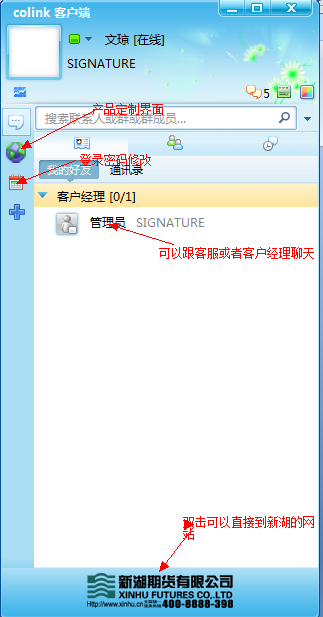 colink 客户端
文琼 [在线]
SIGNATURE
5
搜索联系人或群或群成员...
产品定制界面
登录密码修改
我的好友 通讯录
客户经理 [0/1]
管理员 SIGNATURE
可以跟客服或者客户经理聊天
双击可以直接到新湖的网
站
新湖期货有限公司
XINHU FUTURES CO.,LTD
Http://www.xinhu.cn 400-8888-398